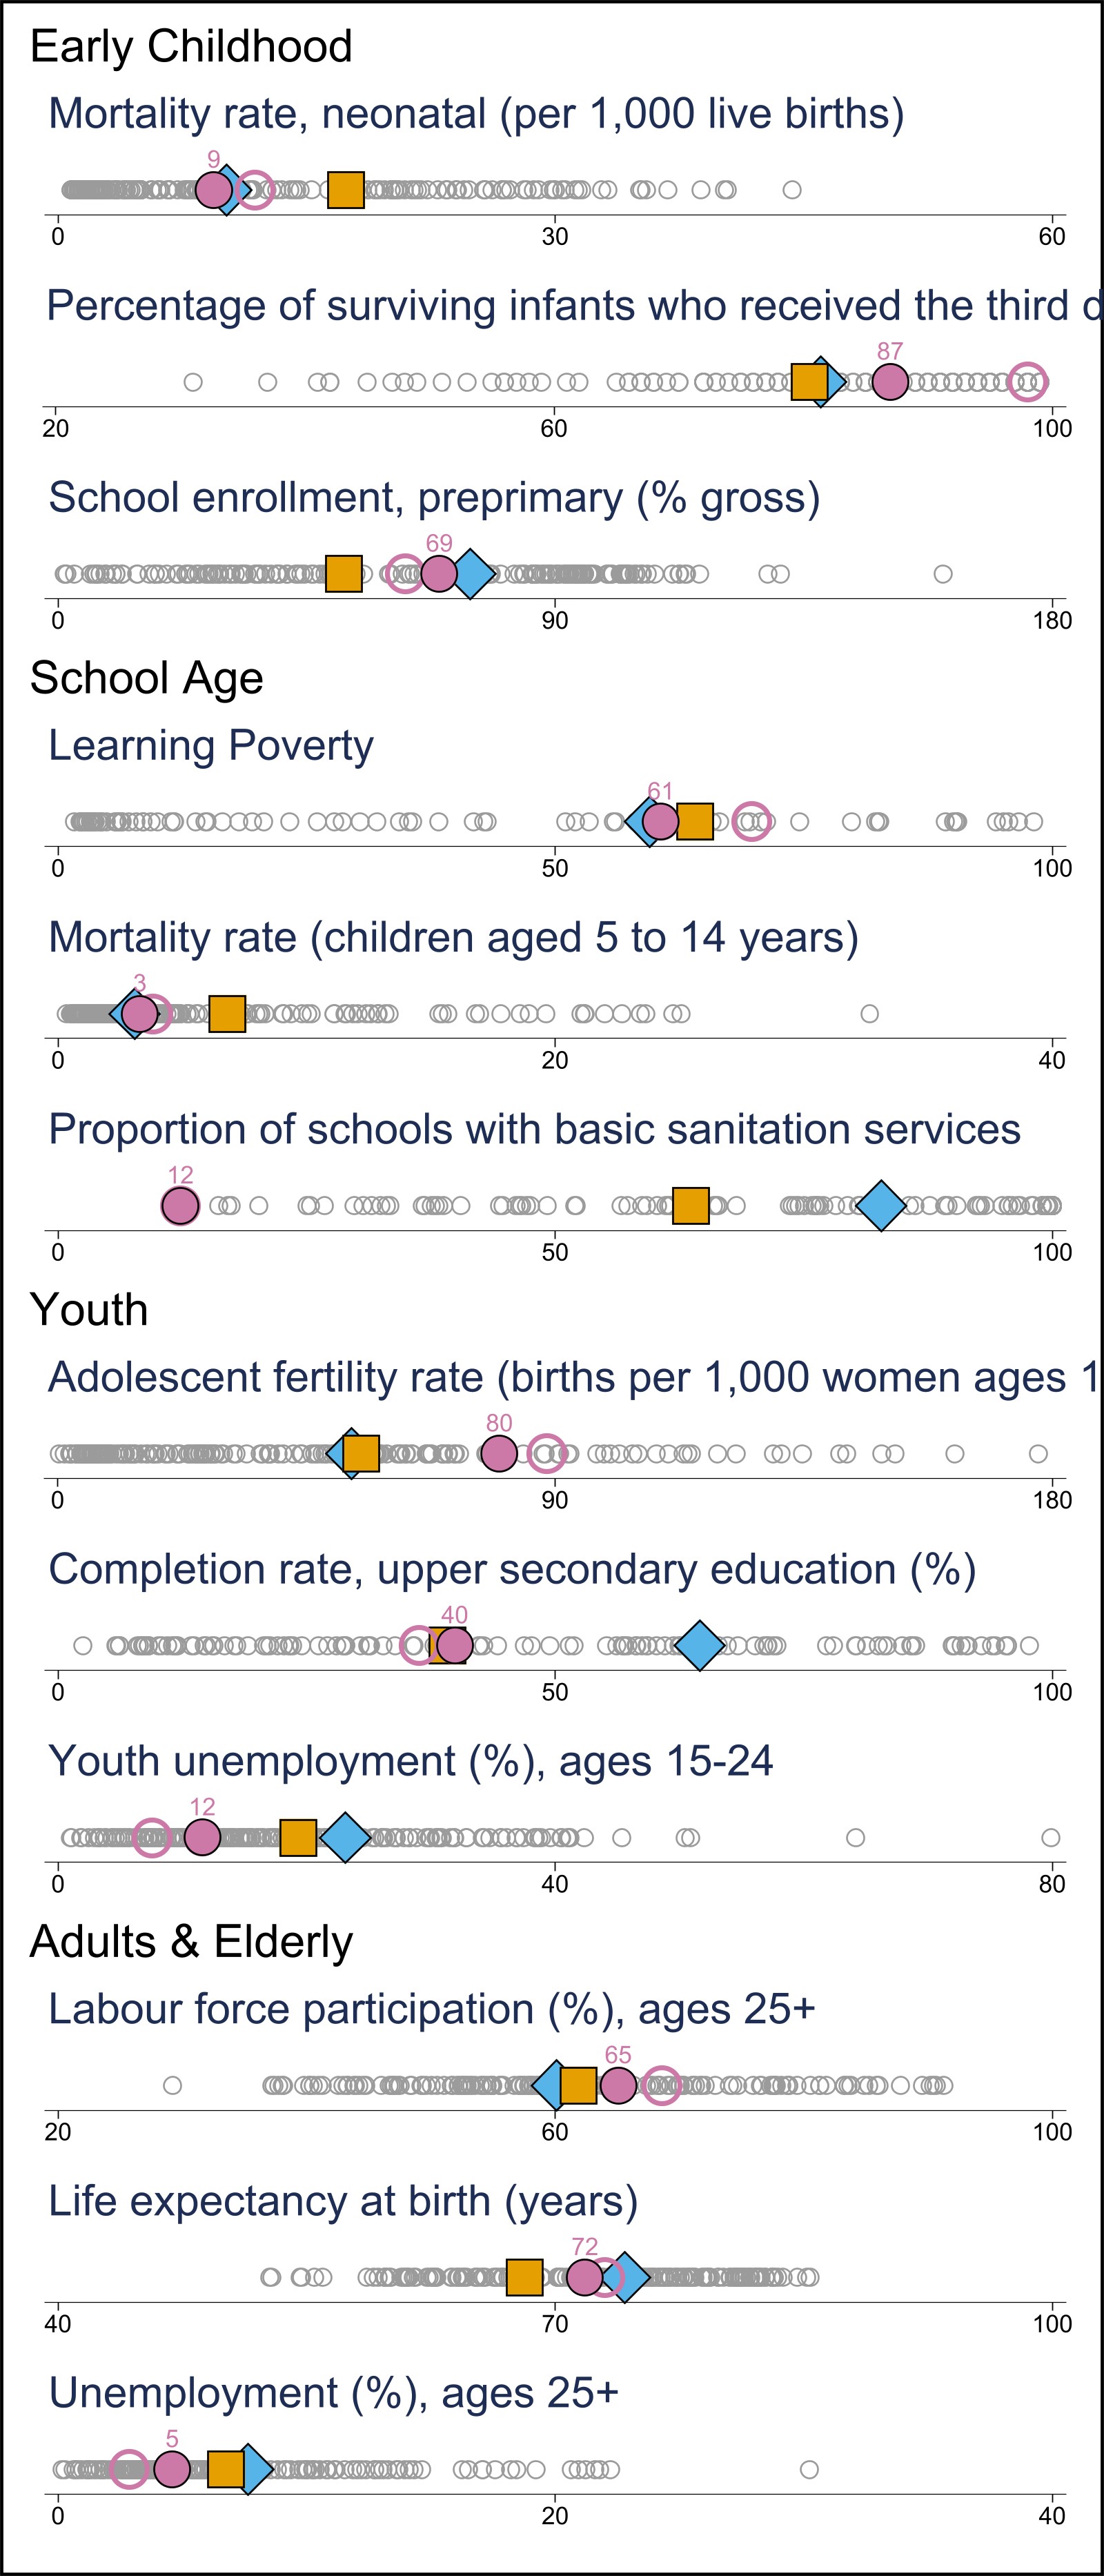 Early Childhood
Mortality rate, neonatal (per 1,000 live births)
9
0 30 60
Percentage of surviving infants who received the third d
87
20 60 100
School enrollment, preprimary (% gross)
69
0 90 180
School Age
Learning Poverty
61
0 50 100
Mortality rate (children aged 5 to 14 years)
3
0 20 40
Proportion of schools with basic sanitation services
12
0 50 100
Youth
Adolescent fertility rate (births per 1,000 women ages 1
80
0 90 180
Completion rate, upper secondary education (%)
40
0 50 100
Youth unemployment (%), ages 15-24
12
0 40 80
Adults & Elderly
Labour force participation (%), ages 25+
65
20 60 100
Life expectancy at birth (years)
72
40 70 100
Unemployment (%), ages 25+
5
0 20 40